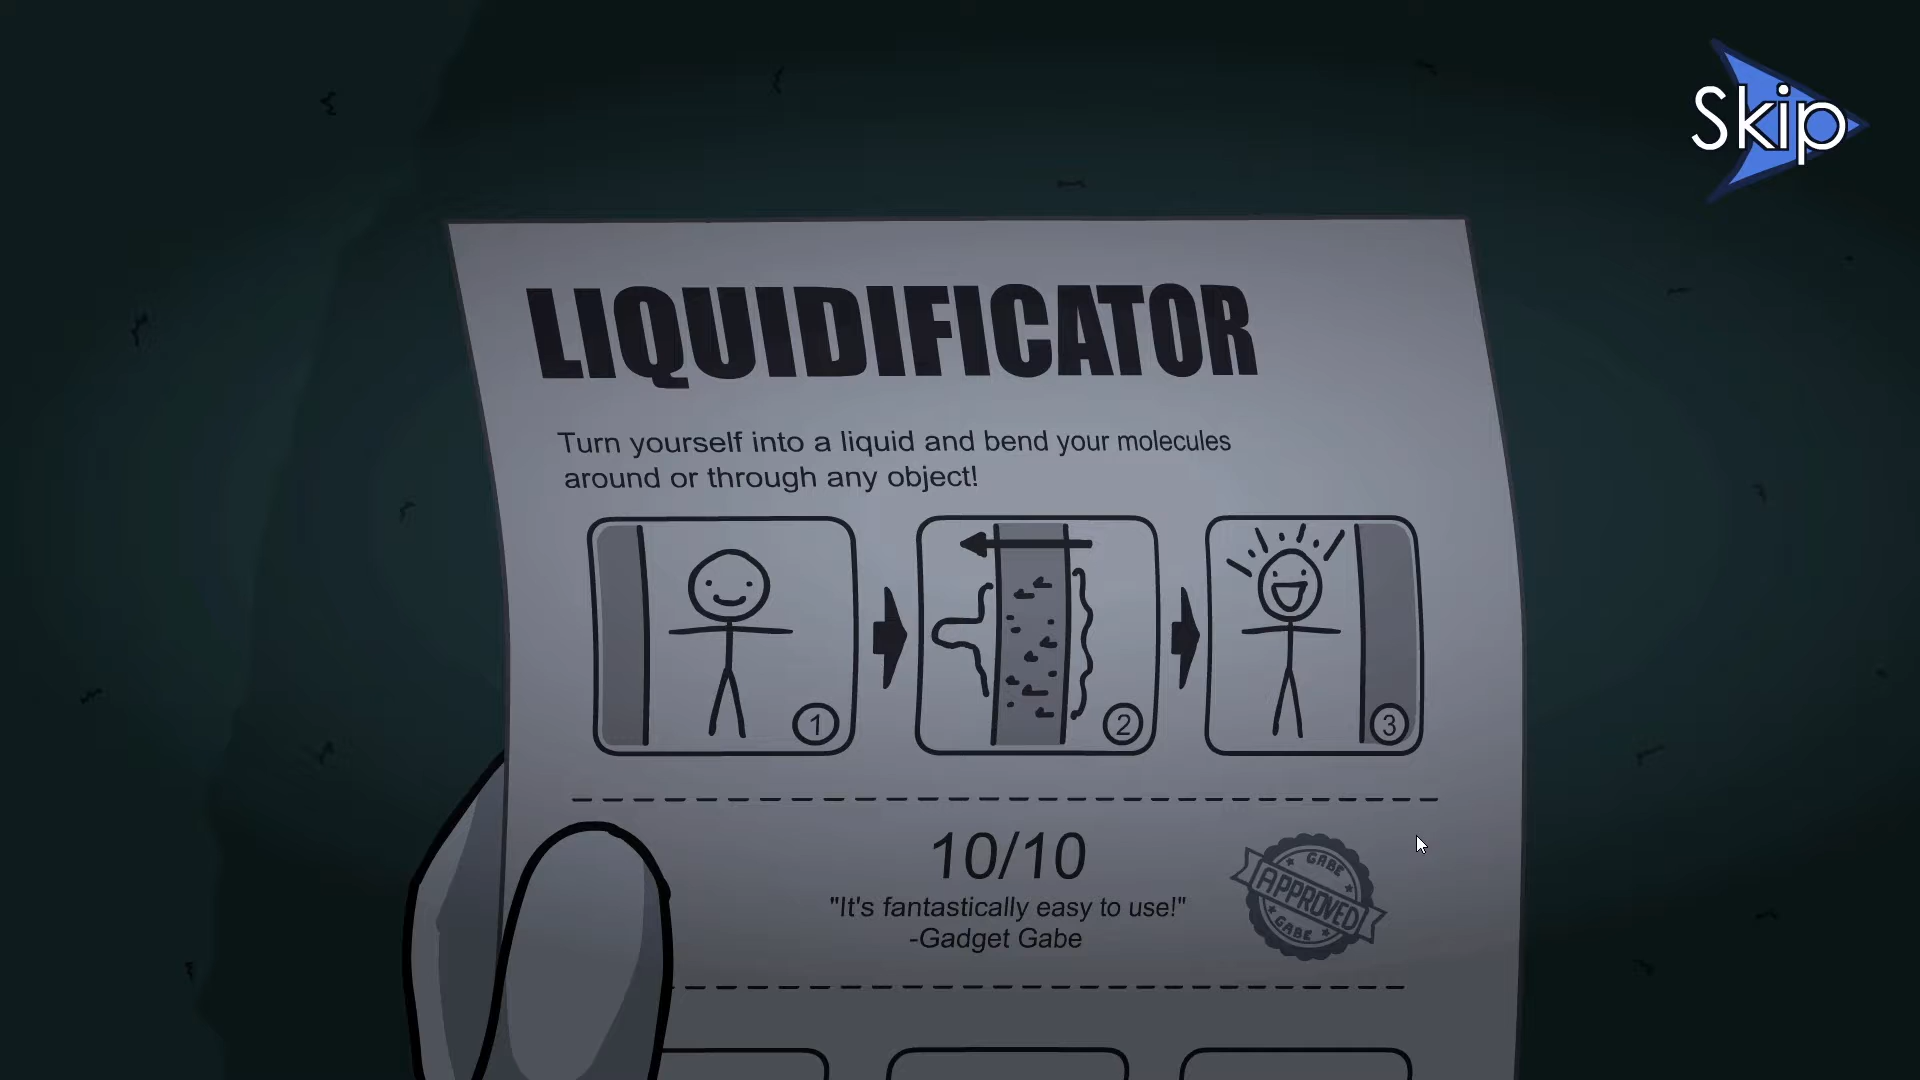 Skip
LIQUIDIFICATOR
Turn yourself into a liquid and bend your molecules
around or through any object!
1
2
3
10/10
"It's fantastically easy to use!"
-Gadget Gabe
GABE
APPROVED
GABE